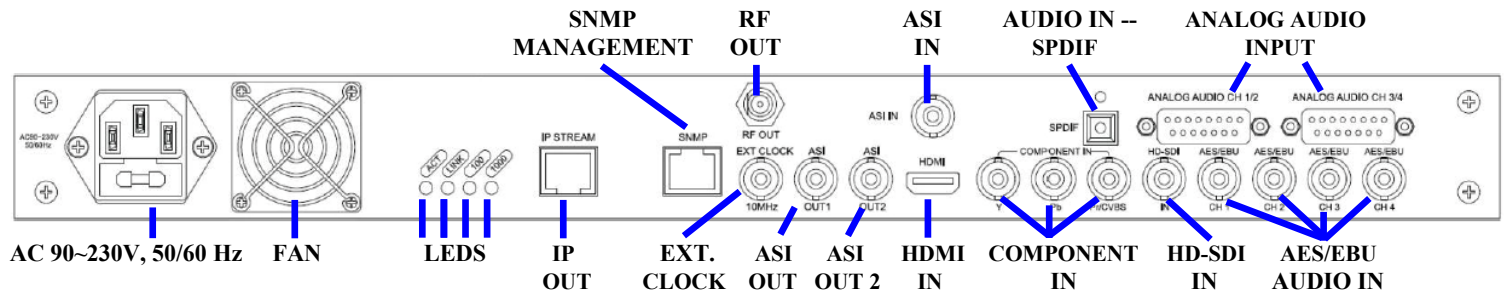 SNMP
MANAGEMENT
RF
OUT
ASI
IN
AUDIO IN --
SPDIF
ANALOG AUDIO
INPUT
AC90~230V
50/60Hz
ACT
LINK
100
1000
IP STREAM
SNMP
RF OUT
ASI IN
SPDIF
ANALOG AUDIO CH 1/2
ANALOG AUDIO CH 3/4
EXT CLOCK
10MHz
ASI
OUT1
ASI
OUT2
HDMI
COMPONENT IN
Y
Pb
/CVBS
HD-SDI
IN
AES/EBU
CH 1
AES/EBU
CH 2
AES/EBU
CH 3
AES/EBU
CH 4
AC 90~230V, 50/60 Hz
FAN
LEDS
IP
OUT
EXT.
CLOCK
ASI
OUT
ASI
OUT 2
HDMI
IN
COMPONENT
IN
HD-SDI
IN
AES/EBU
AUDIO IN